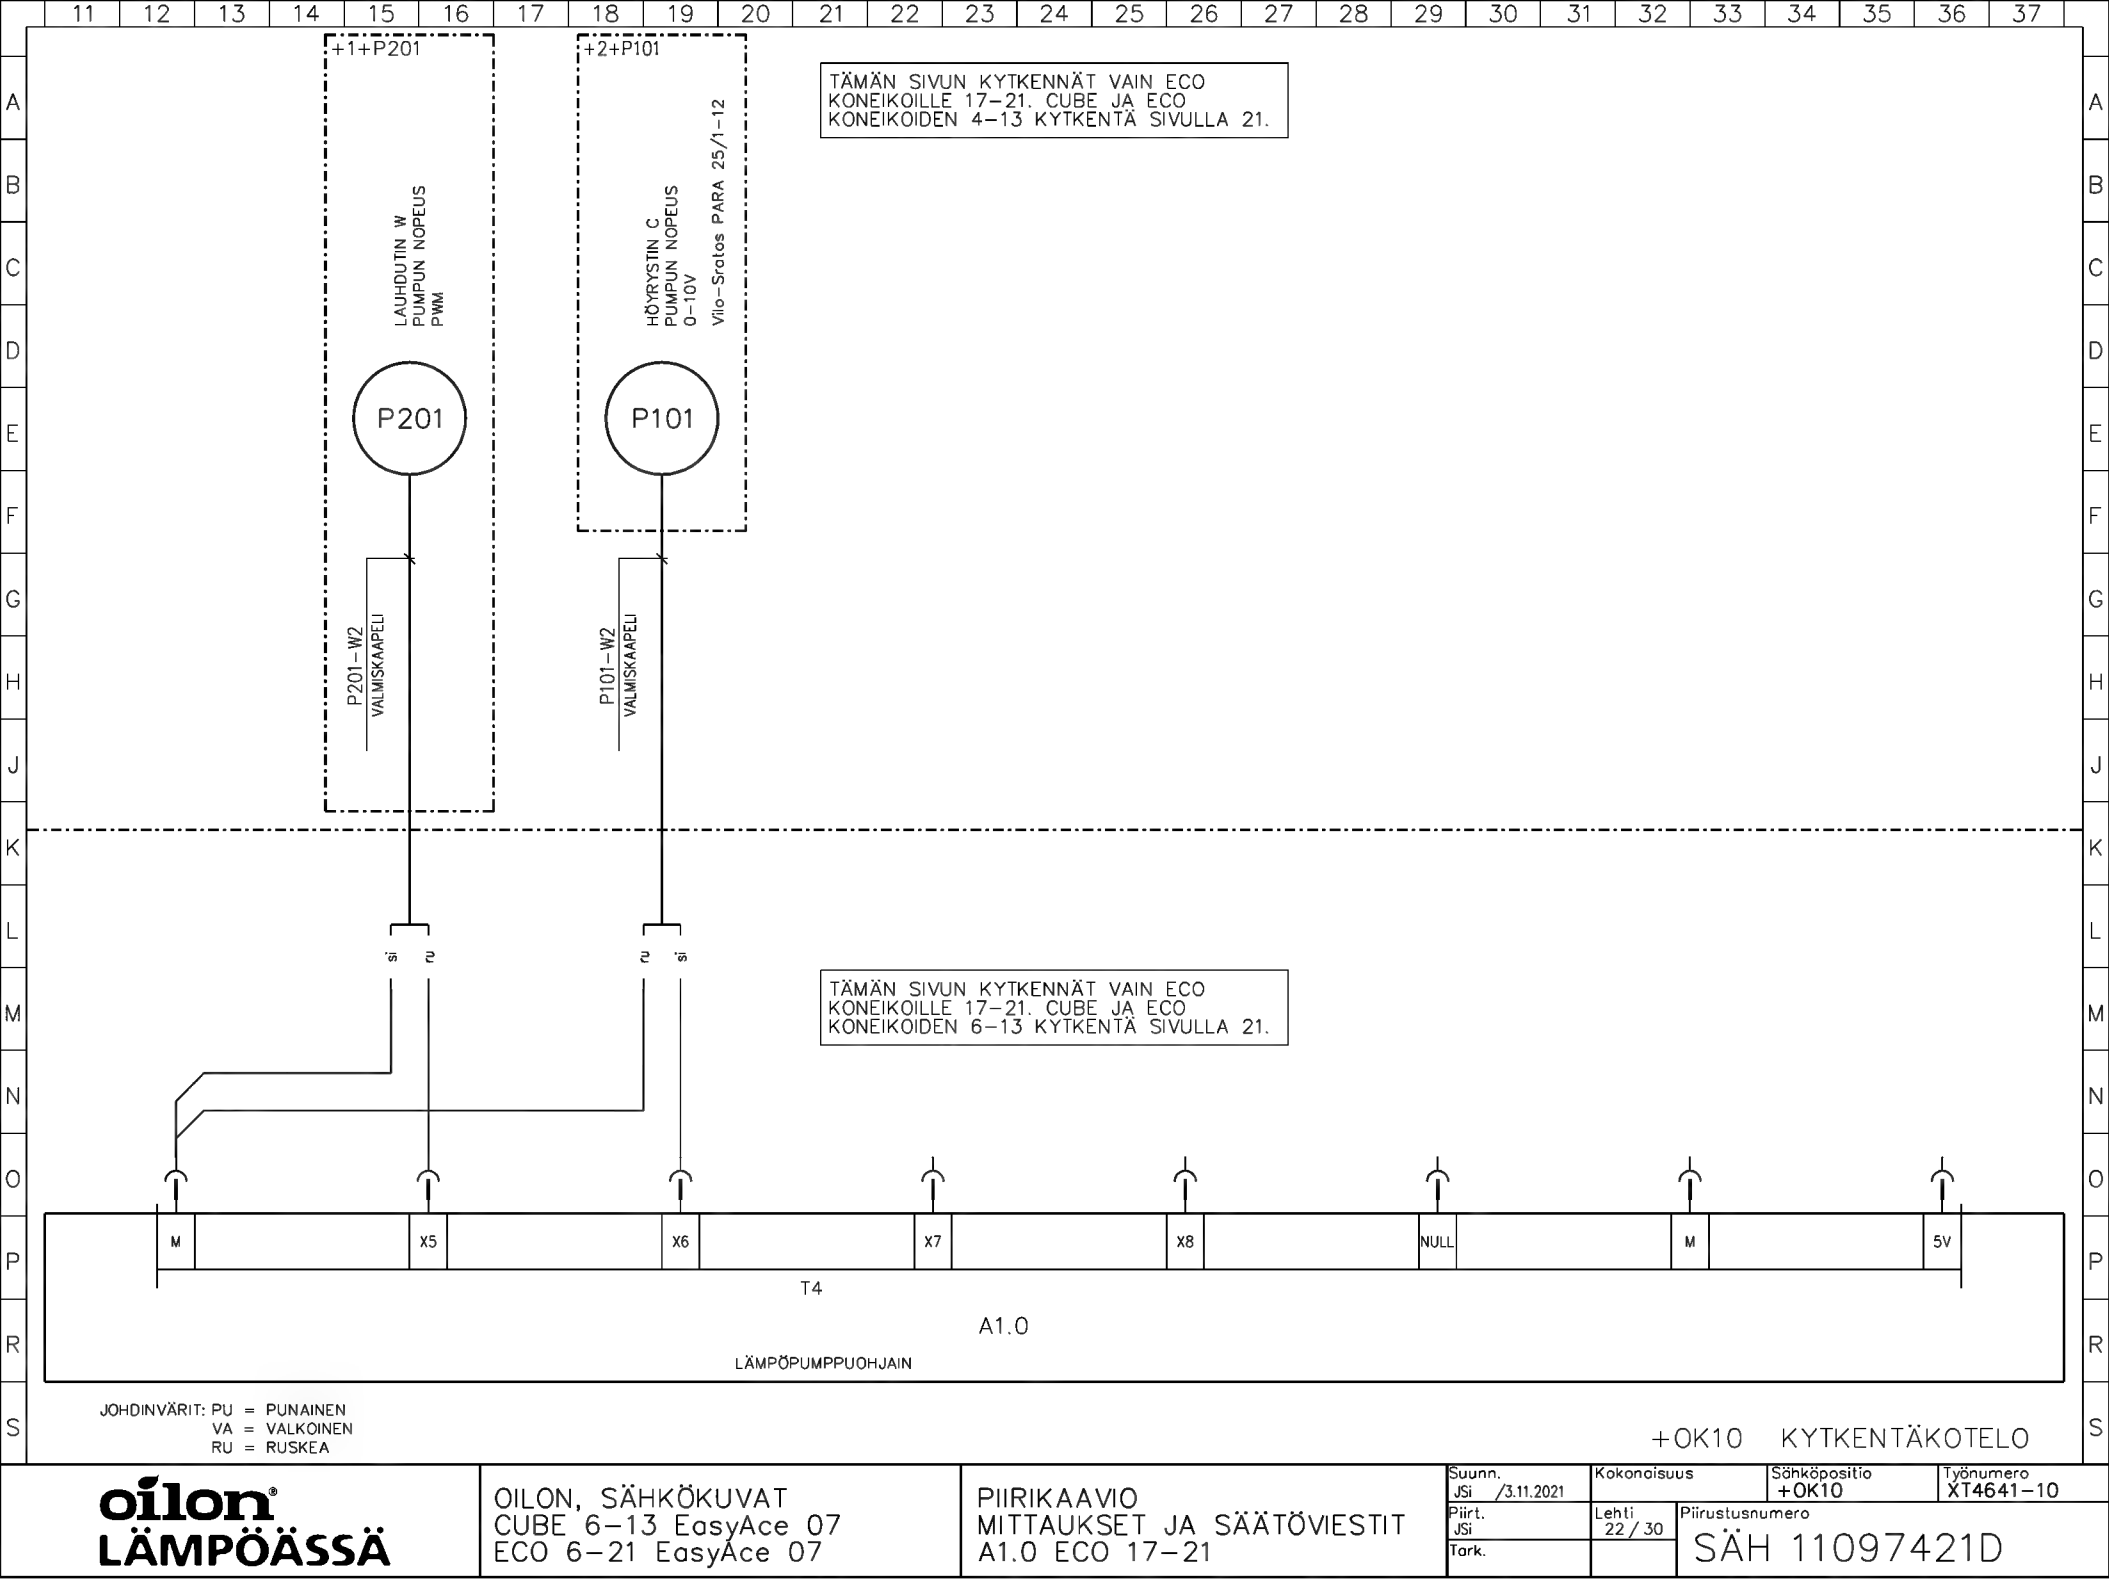 11 12 13 14 15 16 17 18 19 20 21 22 23 24 25 26 27 28 29 30 31 32 33 34 35 36 37
+1+P201
+2+P101
TÄMÄN SIVUN KYTKENNÄT VAIN ECO
KONEIKOILLE 17-21. CUBE JA ECO
KONEIKOIDEN 4-13 KYTKENTÄ SIVULLA 21.
A A
B B
C C
D D
E E
F F
G G
H H
J J
K K
L L
M M
N N
O O
P P
R R
S S
LAUHDUTIN W
PUMPUN NOPEUS
PWM
HÖYRYSTIN C
PUMPUN NOPEUS
0-10V
Vilo-Sratos PARA 25/1-12
P201
P101
P201-W2
VALMISKAAPELI
P101-W2
VALMISKAAPELI
si. ru
ru si.
TÄMÄN SIVUN KYTKENNÄT VAIN ECO
KONEIKOILLE 17-21. CUBE JA ECO
KONEIKOIDEN 6-13 KYTKENTÄ SIVULLA 21.
M X5 X6 X7 X8 NULL M 5V
T4
A1.0
LÄMPÖPUMPPUOHJAIN
JOHDINVÄRIT: PU = PUNAINEN
VA = VALKOINEN
RU = RUSKEA
+OK10 KYTKENTÄKOTELO
oilon®
LÄMPÖÄSSÄ
OILON, SÄHKÖKUVAT
CUBE 6-13 EasyAce 07
ECO 6-21 EasyAce 07
PIIRIKAAVIO
MITTAUKSET JA SÄÄTÖVIESTIT
A1.0 ECO 17-21
Suunn.
JSi /3.11.2021
Piirt.
JSi
Tark.
Kokonaisuus
Sähköpositio
+OK10
Työnumero
XT4641-10
Lehti
22 / 30
Piirustusnumero
SÄH 11097421D